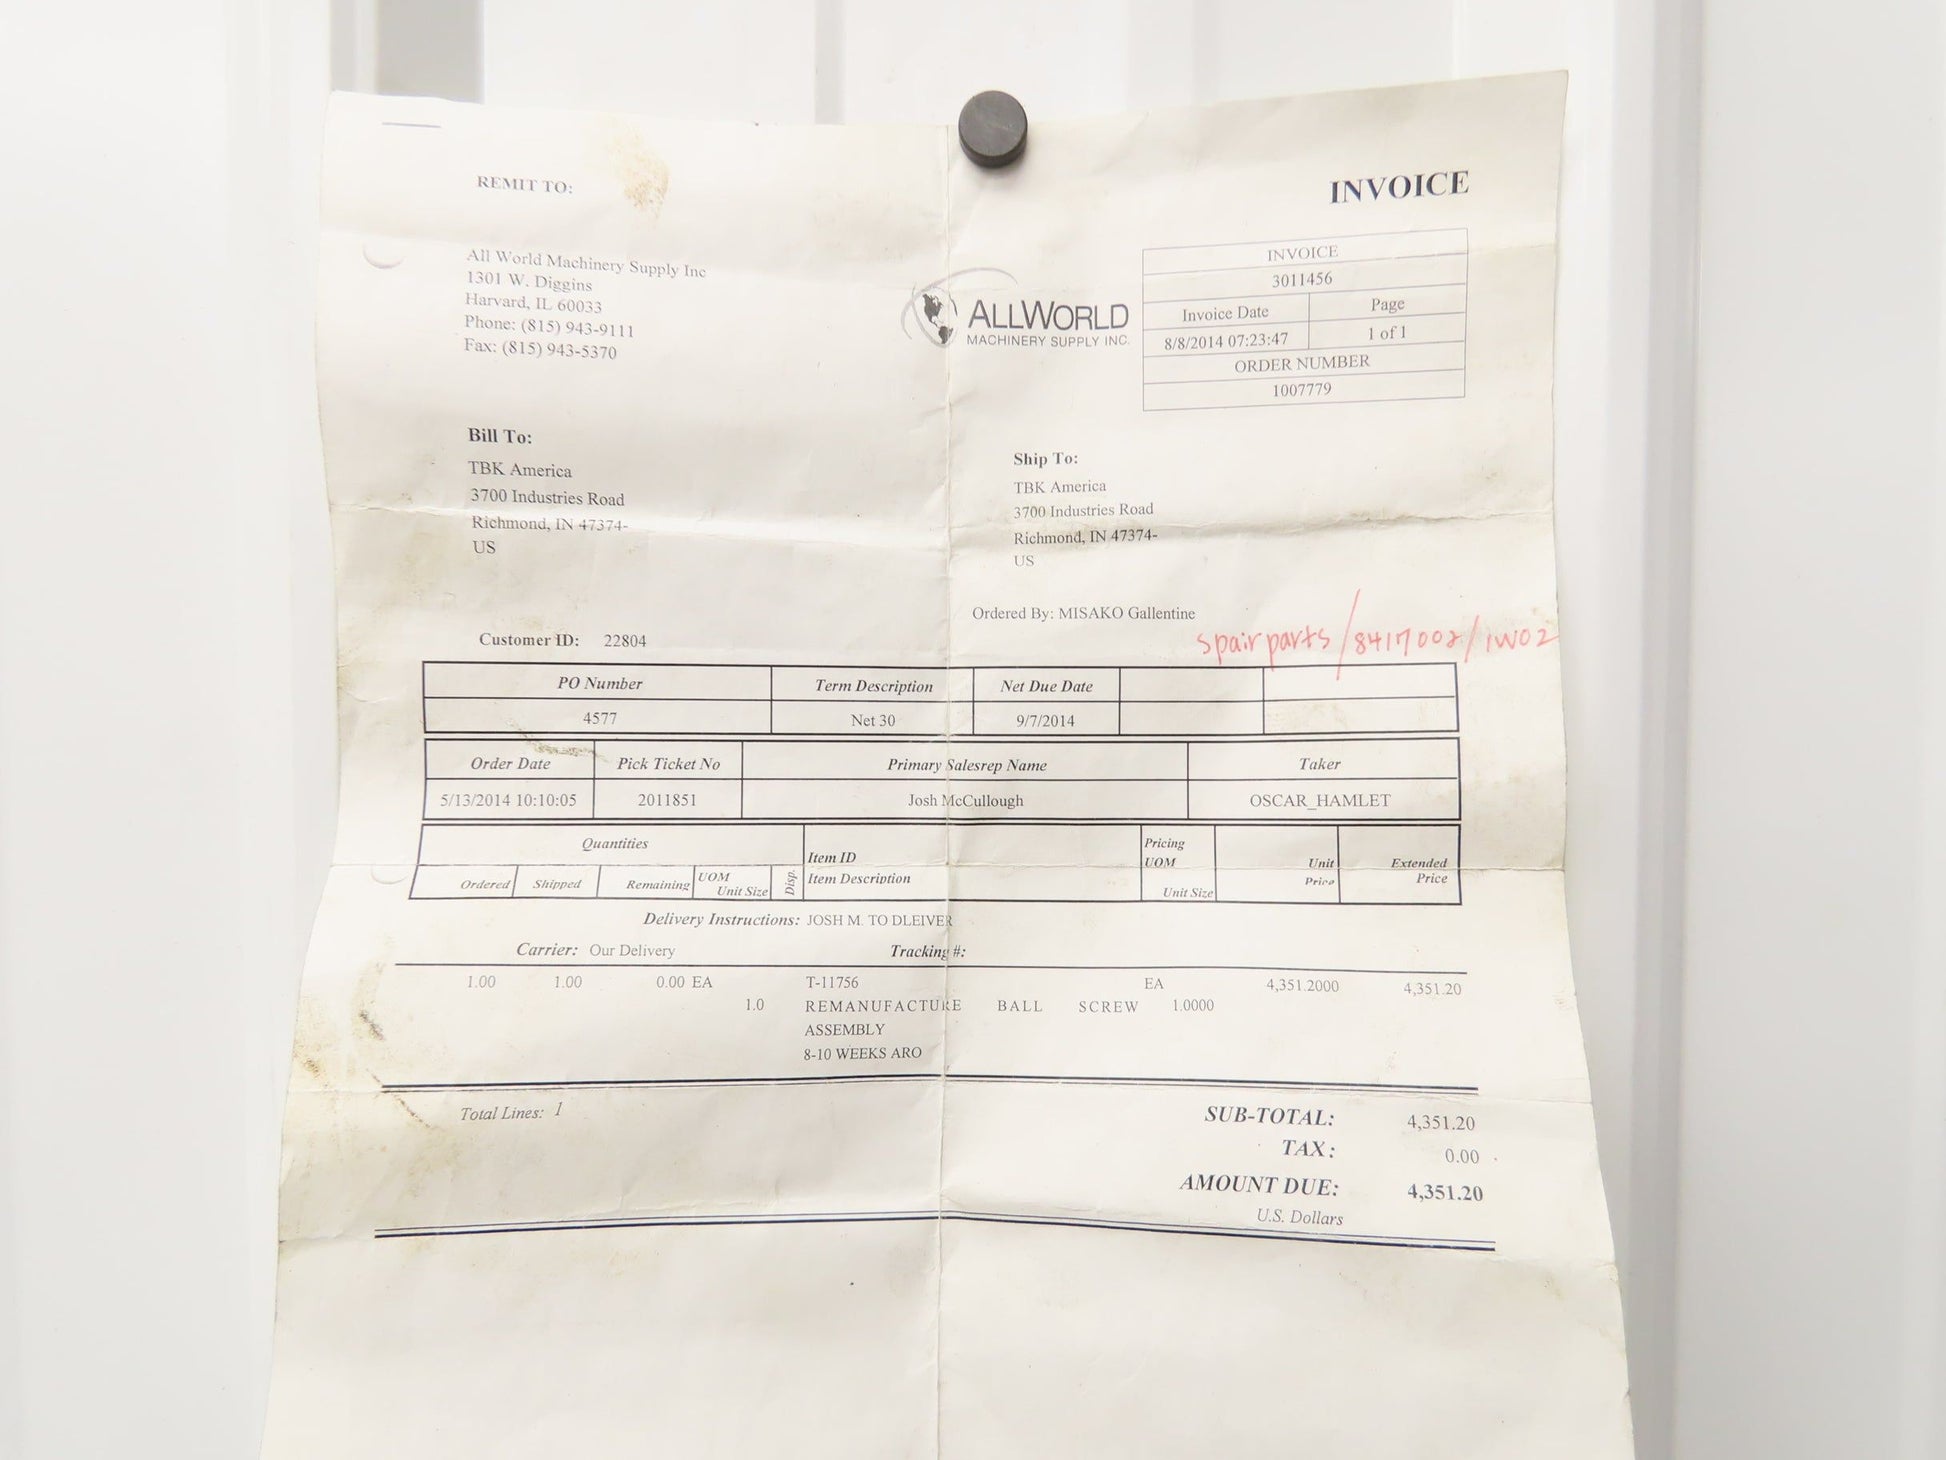 REMIT TO:
INVOICE
All World Machinery Supply Inc
1301 W. Diggins
Harvard, IL 60033
Phone: (815) 943-9111
Fax: (815) 943-5370
ALLWORLD
MACHINERY SUPPLY INC.
INVOICE
3011456
Invoice Date Page
8/8/2014 07:23:47 1 of 1
ORDER NUMBER
1007779
Bill To:
TBK America
3700 Industries Road
Richmond, IN 47374-
US
Ship To:
TBK America
3700 Industries Road
Richmond, IN 47374-
US
Ordered By: MISAKO Gallentine
spair parts / 8417002 / 1W02
Customer ID: 22804
PO Number Term Description Net Due Date
4577 Net 30 9/7/2014
Order Date Pick Ticket No Primary Salesrep Name Taker
5/13/2014 10:10:05 2011851 Josh McCullough OSCAR_HAMLET
Quantities
Ordered Shipped Remaining UOM Unit Size Disp.
Item ID
Item Description
Pricing UOM Unit Size
Unit Price
Extended Price
Delivery Instructions: JOSH M. TO DLEIVER
Carrier: Our Delivery Tracking #:
1.00 1.00 0.00 EA T-11756 EA 4,351.2000 4,351.20
1.0 REMANUFACTURE BALL SCREW 1.0000
ASSEMBLY
8-10 WEEKS ARO
Total Lines: 1
SUB-TOTAL: 4,351.20
TAX: 0.00
AMOUNT DUE: 4,351.20
U.S. Dollars